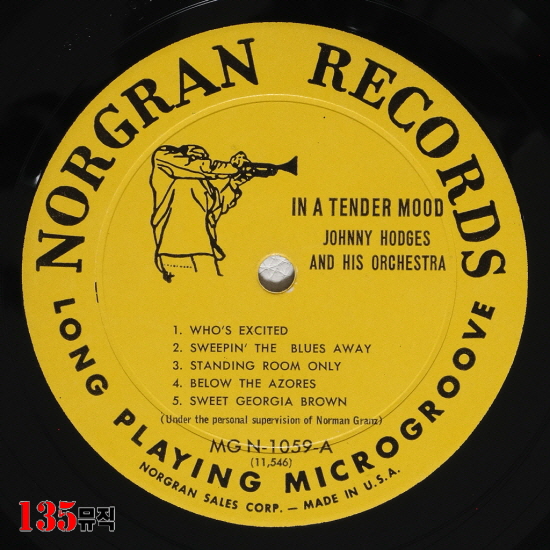 NORGRAN RECORDS
IN A TENDER MOOD
JOHNNY HODGES
AND HIS ORCHESTRA
1. WHO'S EXCITED
2. SWEEPIN' THE BLUES AWAY
3. STANDING ROOM ONLY
4. BELOW THE AZORES
5. SWEET GEORGIA BROWN
(Under the personal supervision of Norman Granz)
MG N-1059-A
(11,546)
LONG PLAYING MICROGROOVE
NORGRAN SALES CORP. — MADE IN U.S.A.
135뮤직